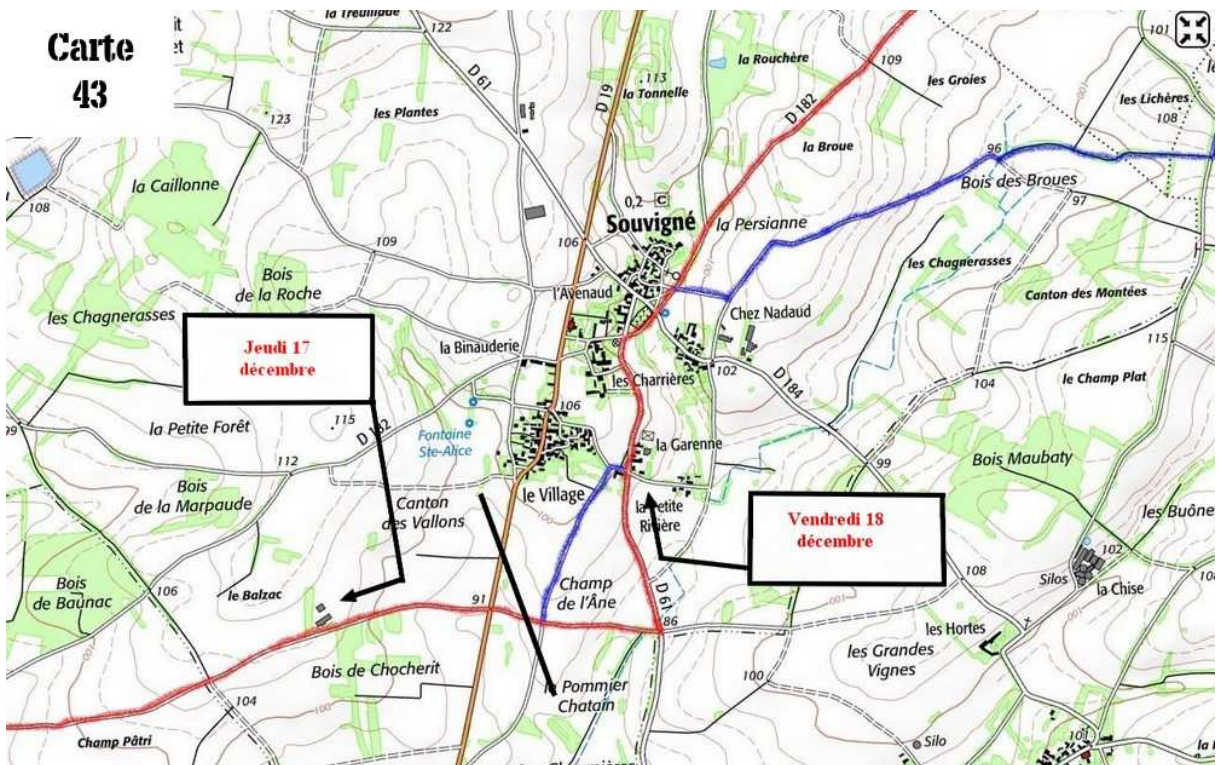 Carte
43
la Treuillade
122
D 61
les Plantes
123
la Caillonne
108
D 19
.113
la Tonnelle
la Rouchère
109
les Groies
101
les Lichères
108
D 182
la Broue
96
Bois des Broues
97
0,2
C
Souvigné
la Persianne
106
109
Bois
de la Roche
les Chagnerasses
l'Avenaud
Chez Nadaud
les Chagnerasses
Canton des Montées
115
Jeudi 17
décembre
la Binauderie
les Charrières
102
D 184
104
le Champ Plat
la Petite Forêt
.115
D 182
106
Fontaine
Ste-Alice
la Garenne
99
112
99
Bois Maubaty
Bois
de la Marpaude
Canton
des Vallons
le Village
100
la Petite
Rivière
Vendredi 18
décembre
les Buône
102
Silos
la Chise
Bois
de Baunac
106
le Balzac
91
Champ
de l'Âne
D 61
86
108
100
les Hortes
les Grandes
Vignes
100
Bois de Chocherit
le Pommier
Chatain
104
100
Champ Pâtri
Silo
101